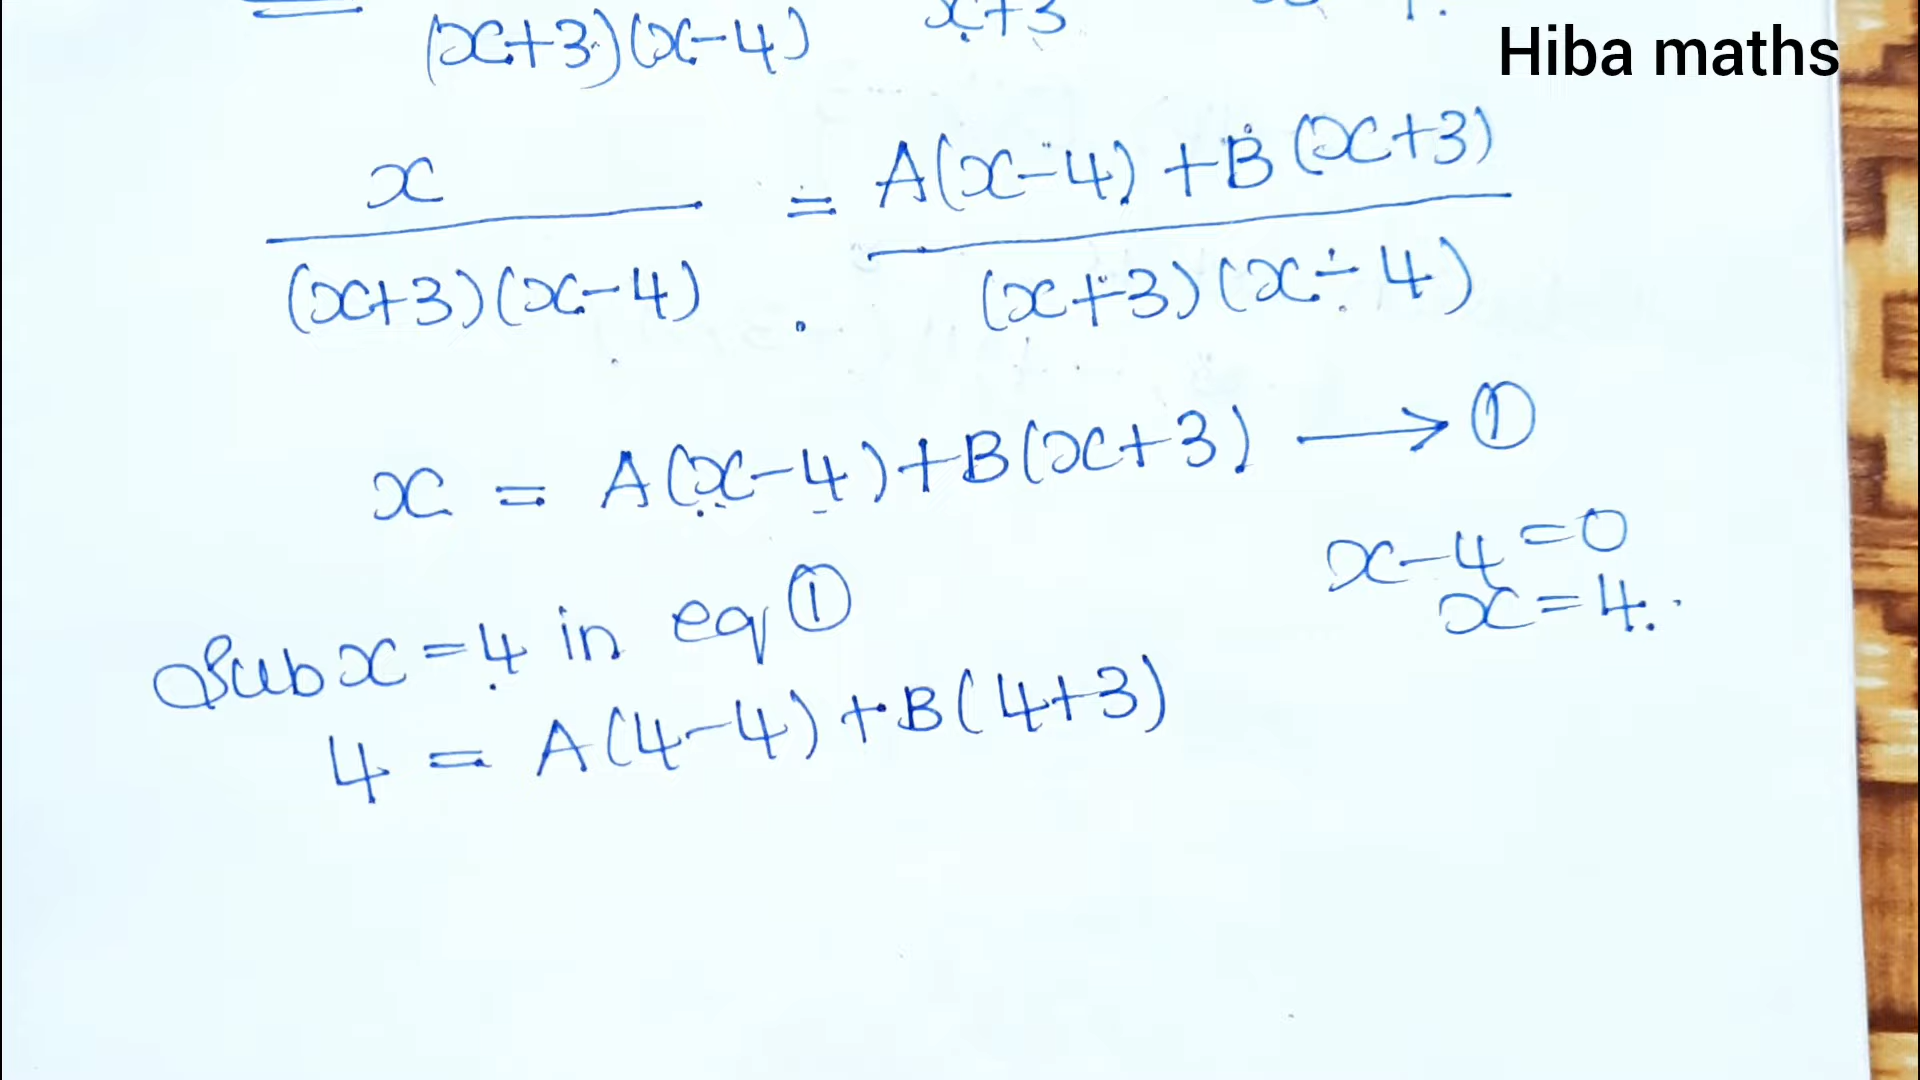 (x+3)(x-4) x+3
Hiba maths
x = A(x-4) + B(x+3)
(x+3)(x-4) (x+3)(x-4)
x = A(x-4) + B(x+3) → ①
x-4=0
x=4.
Sub x=4 in eq ①
4 = A(4-4) + B(4+3)